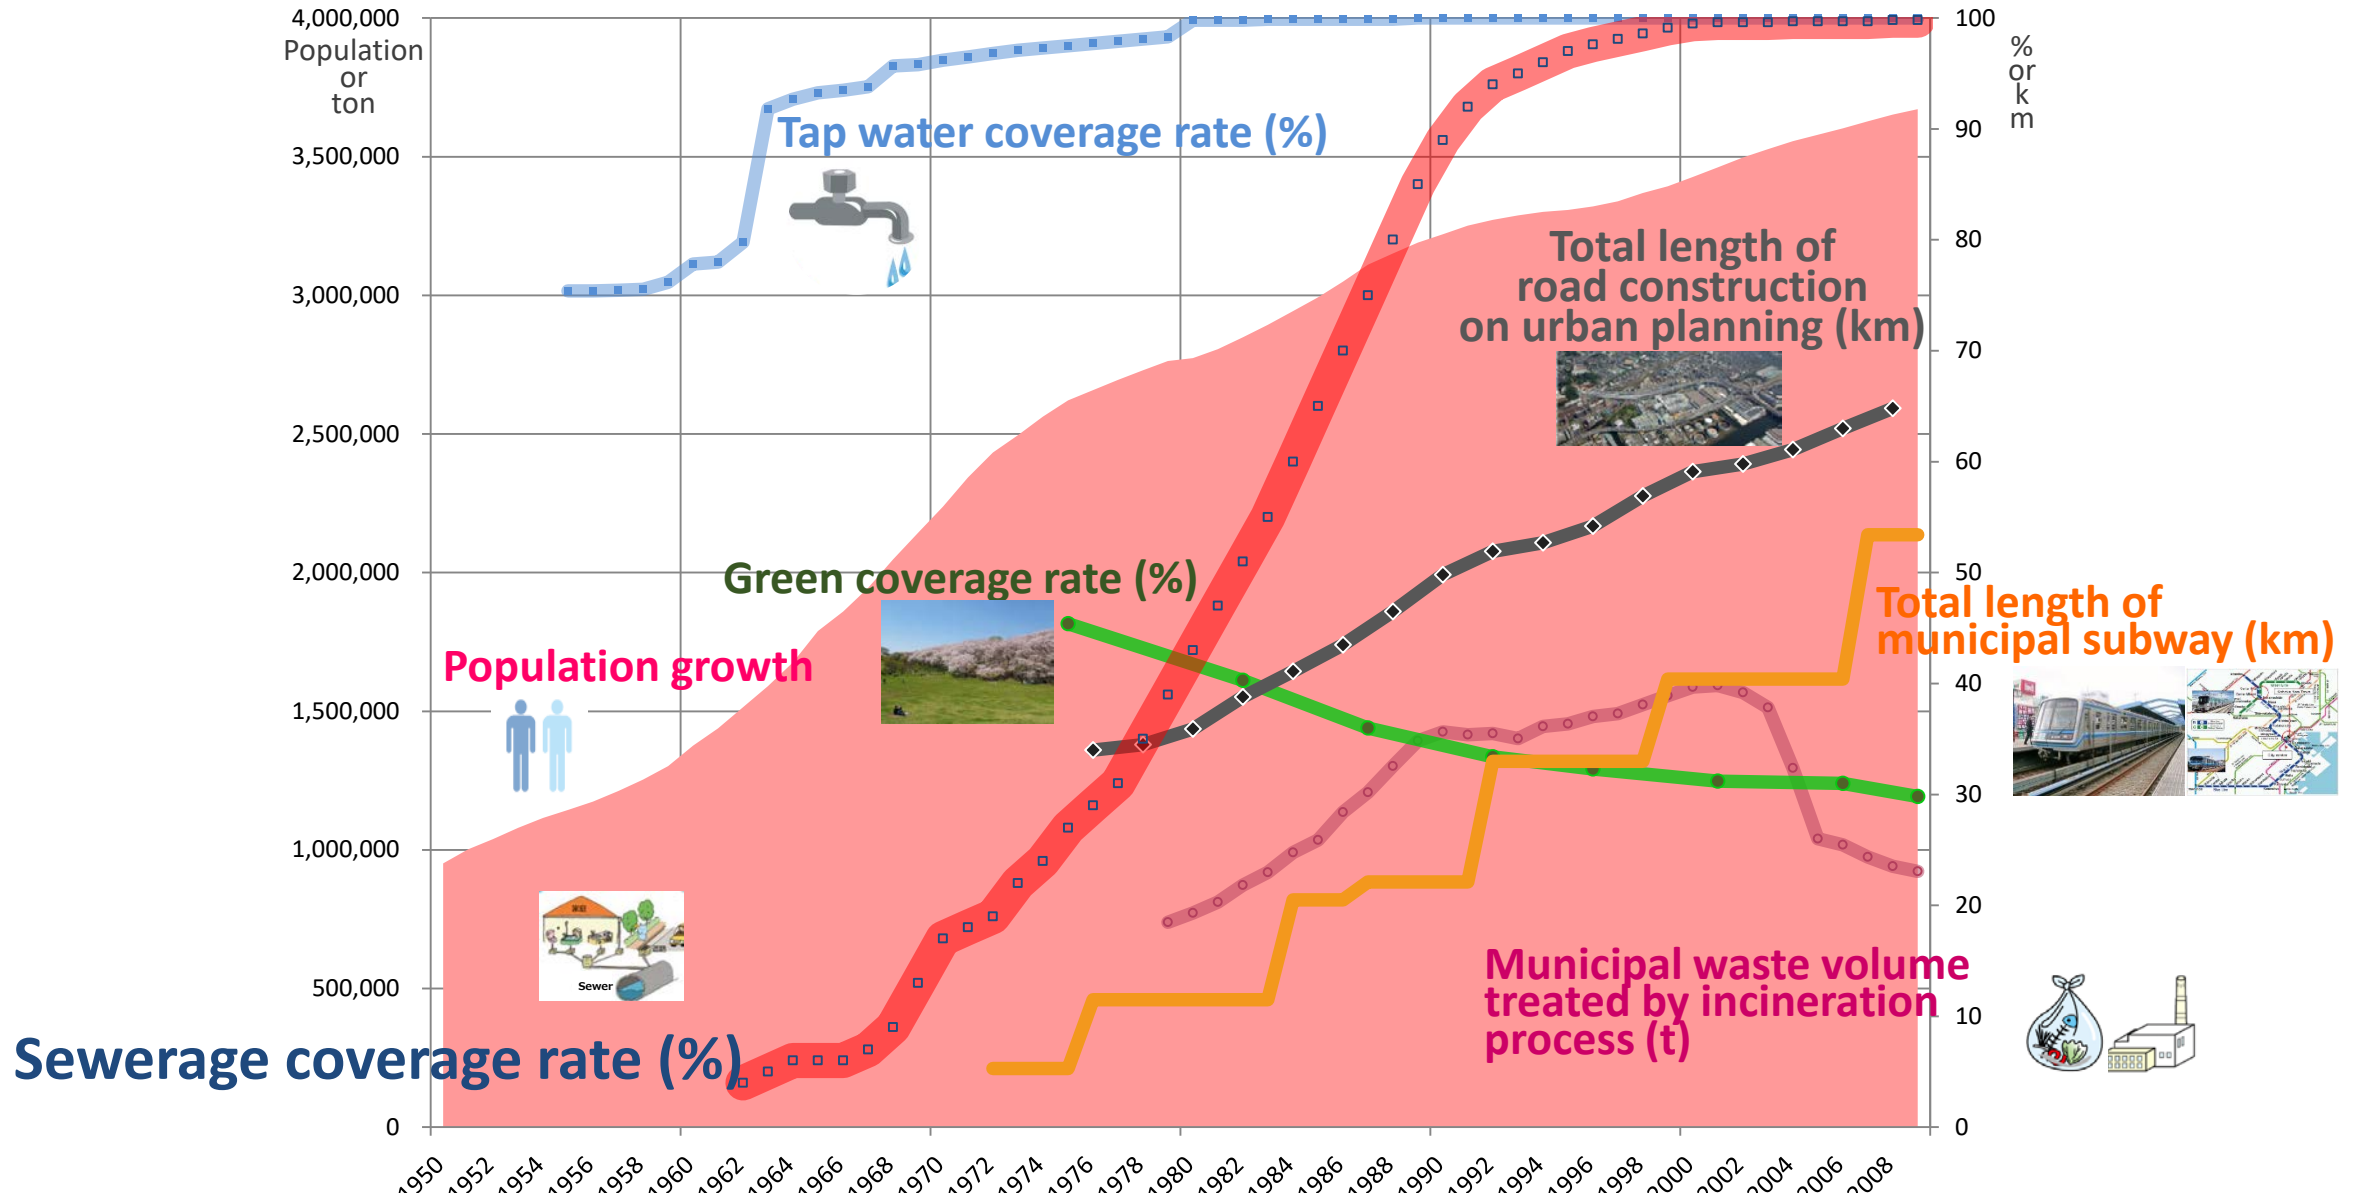 4,000,000
Population
or
ton
3,500,000
3,000,000
2,500,000
2,000,000
1,500,000
1,000,000
500,000
0
100
%
or
k
m
90
80
70
60
50
40
30
20
10
0
Tap water coverage rate (%)
Total length of
road construction
on urban planning (km)
Green coverage rate (%)
Population growth
Total length of
municipal subway (km)
Sewer
Sewerage coverage rate (%)
Municipal waste volume
treated by incineration
process (t)
1950
1952
1954
1956
1958
1960
1962
1964
1966
1968
1970
1972
1974
1976
1978
1980
1982
1984
1986
1988
1990
1992
1994
1996
1998
2000
2002
2004
2006
2008